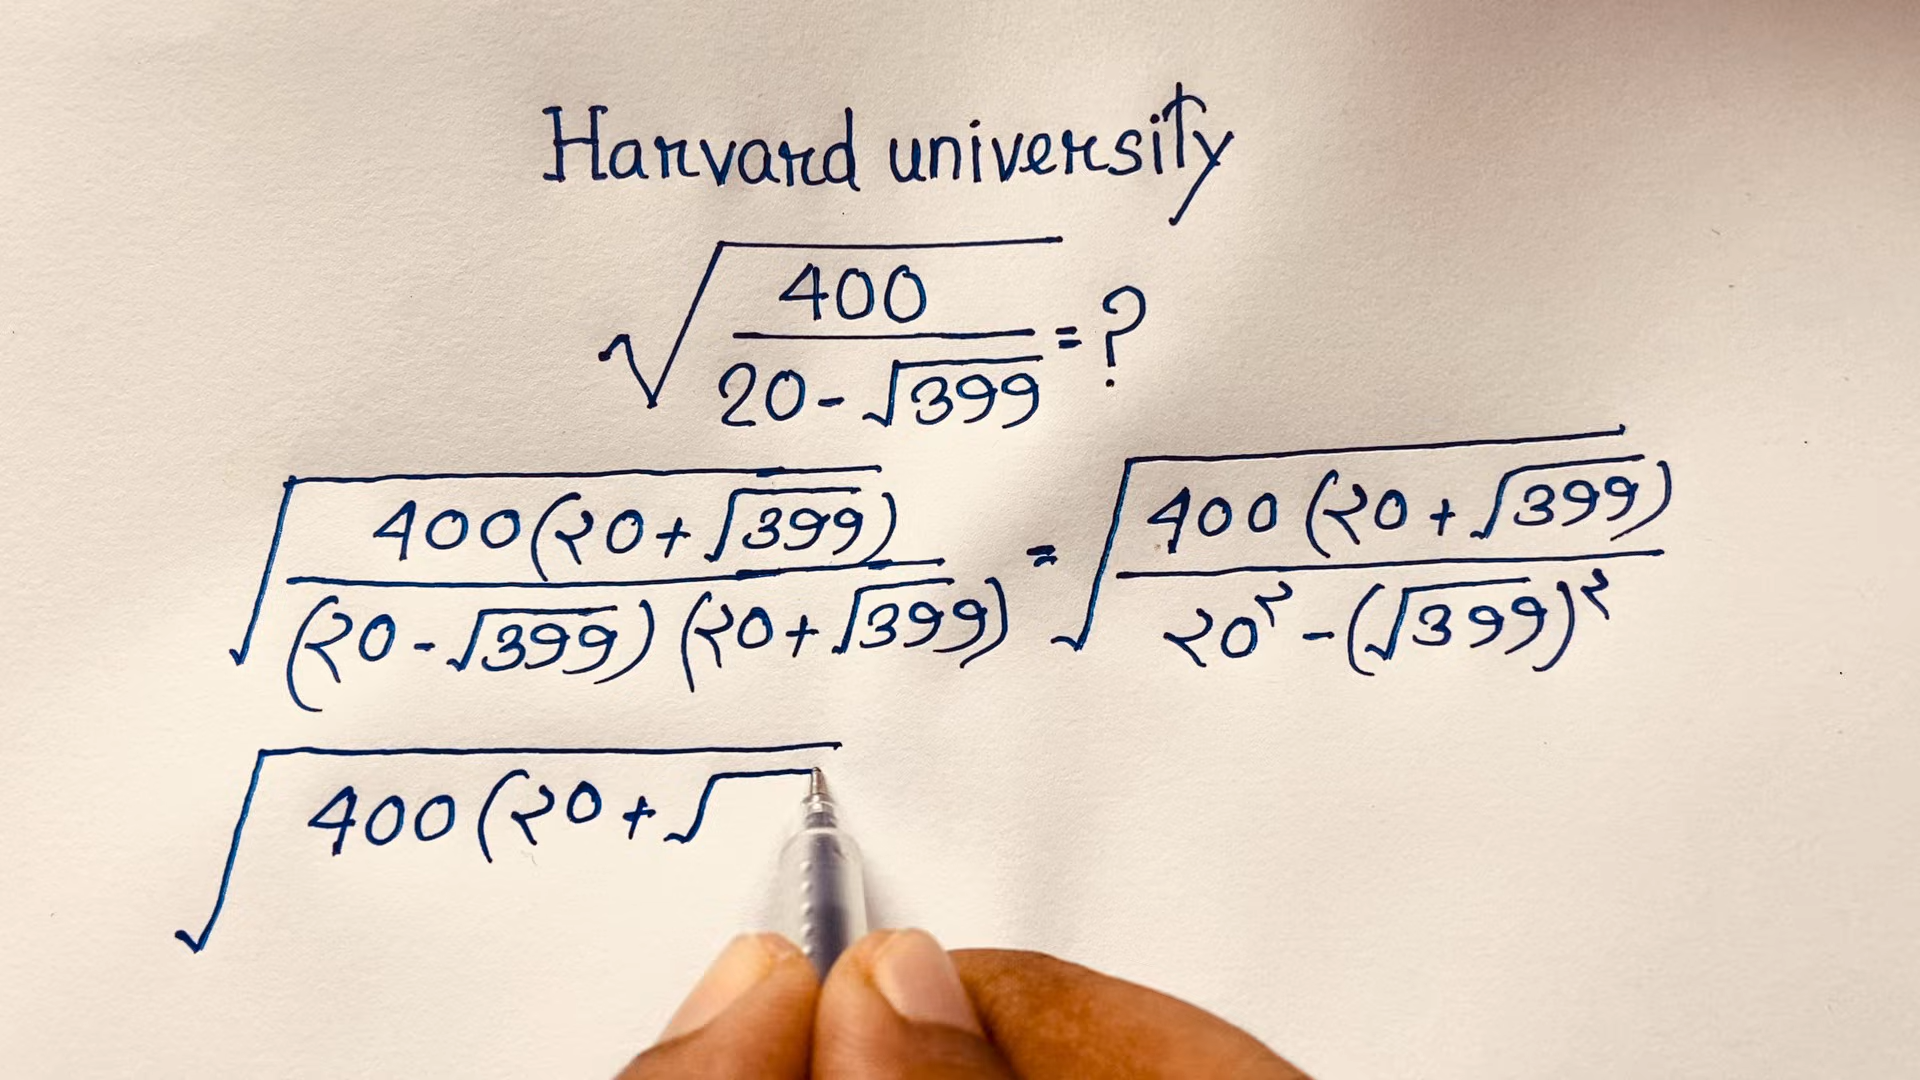 Harvard university
√(400/(20-√399)) = ?
√(400(20+√399)/((20-√399)(20+√399))) = √(400(20+√399)/(20²-(√399)²))
√(400(20+√